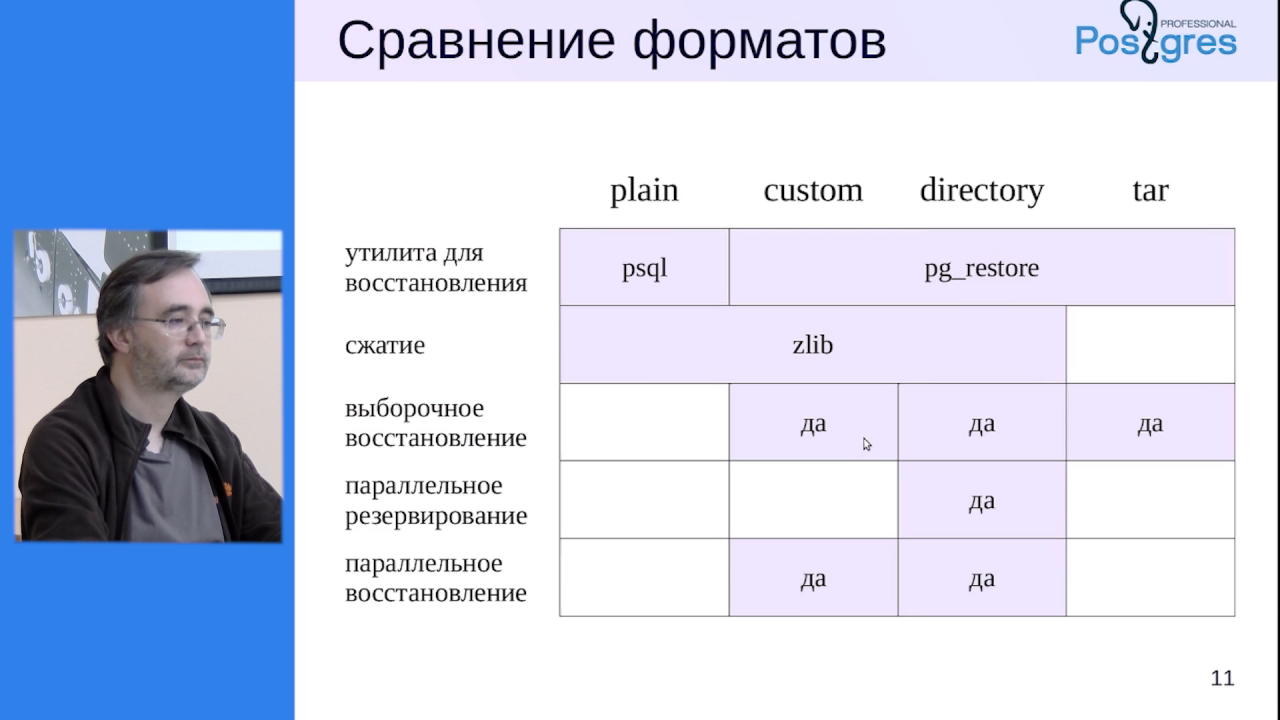 Сравнение форматов
PROFESSIONAL
Postgres
plain custom directory tar
утилита для
восстановления
psql pg_restore
сжатие zlib
выборочное
восстановление
да да да
параллельное
резервирование
да
параллельное
восстановление
да да
11